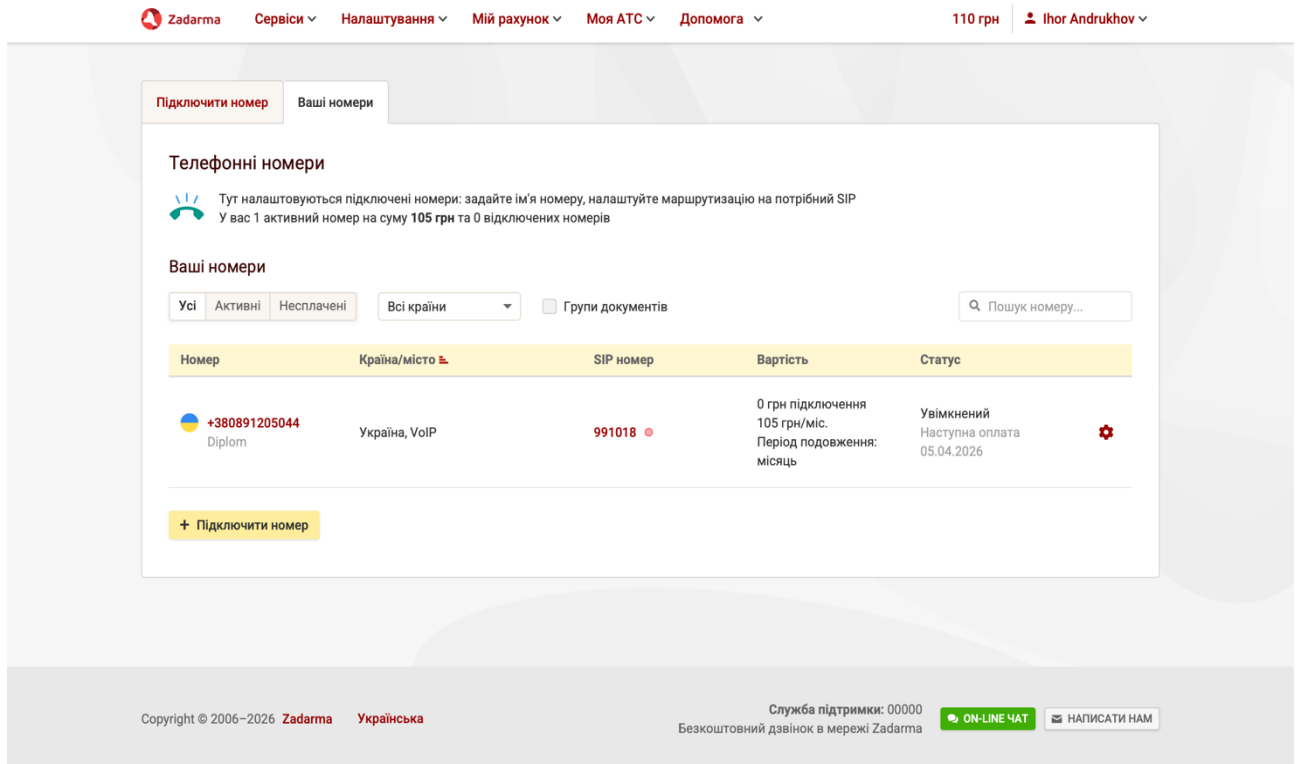 Zadarma Сервіси Налаштування Мій рахунок Моя АТС Допомога 110 грн Ihor Andrukhov
Підключити номер Ваші номери
Телефонні номери
Тут налаштовуються підключені номери: задайте ім'я номеру, налаштуйте маршрутизацію на потрібний SIP
У вас 1 активний номер на суму 105 грн та 0 відключених номерів
Ваші номери
Усі Активні Несплачені Всі країни Групи документів Пошук номеру...
Номер Країна/місто SIP номер Вартість Статус
+380891205044
Diplom
Україна, VoIP
991018
0 грн підключення
105 грн/міс.
Період подовження:
місяць
Увімкнений
Наступна оплата
05.04.2026
+ Підключити номер
Copyright © 2006–2026 Zadarma Українська
Служба підтримки: 00000
Безкоштовний дзвінок в мережі Zadarma
ON-LINE ЧАТ НАПИСАТИ НАМ